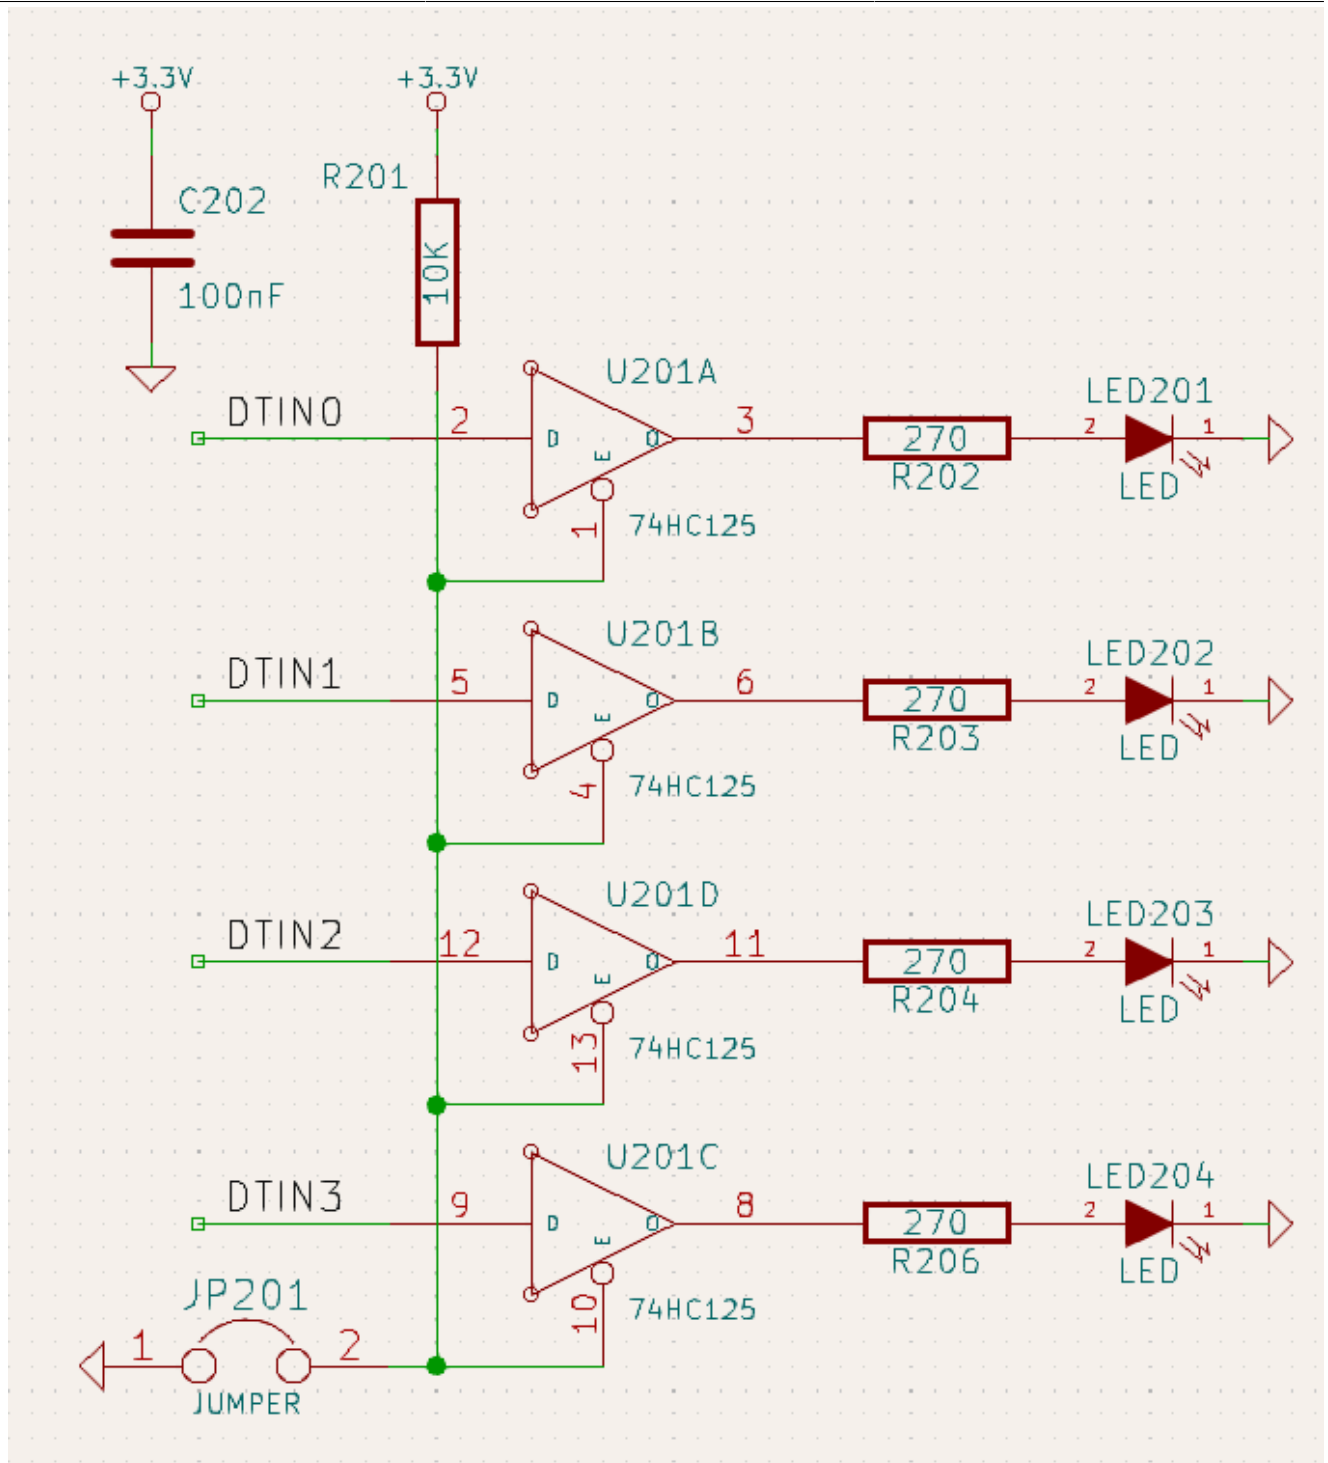 +3.3V
+3.3V
R201
C202
10K
100nF
U201A
LED201
DTIN0
2
D
O
3
270
2
1
E
R202
LED
1
74HC125
U201B
LED202
DTIN1
5
D
O
6
270
2
1
E
R203
LED
4
74HC125
U201D
LED203
DTIN2
12
D
O
11
270
2
1
E
R204
LED
13
74HC125
U201C
LED204
DTIN3
9
D
O
8
270
2
1
E
R206
LED
10
74HC125
JP201
1
2
JUMPER